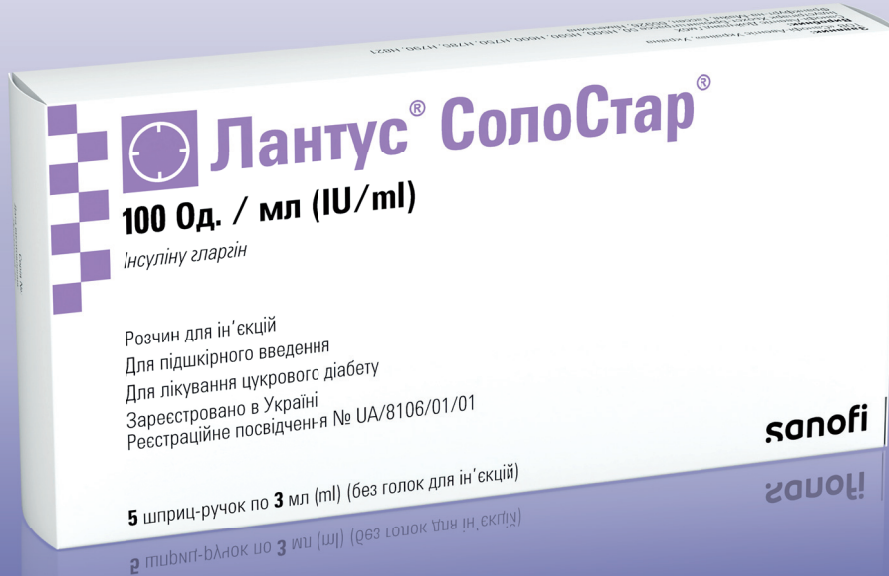 Лантус® СолоСтар®
100 Од. / мл (IU/ml)
Інсуліну гларгін
Розчин для ін'єкцій
Для підшкірного введення
Для лікування цукрового діабету
Зареєстровано в Україні
Реєстраційне посвідчення № UA/8106/01/01
sanofi
5 шприц-ручок по 3 мл (ml) (без голок для ін'єкцій)